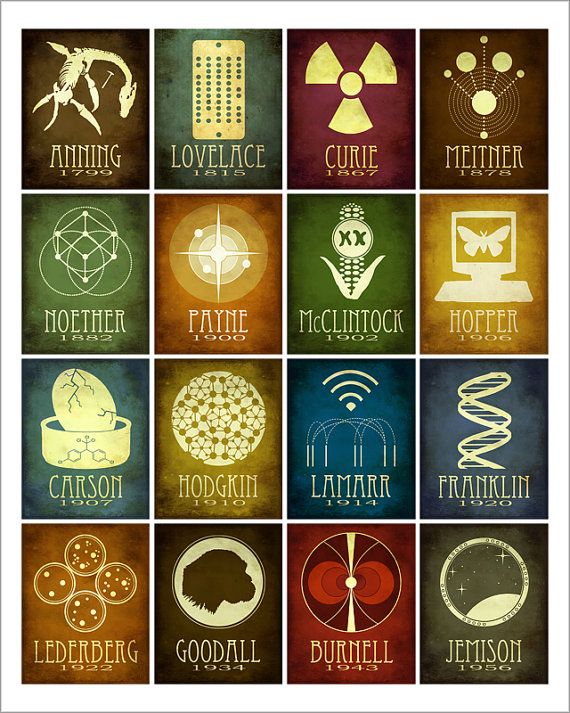 ANNING
1799
LOVELACE
1815
CURIE
1867
MEITNER
1878
NOETHER
1882
PAYNE
1900
McCLINTOCK
1902
HOPPER
1906
CARSON
1907
HODGKIN
1910
LAMARR
1914
FRANKLIN
1920
LEDERBERG
1922
GOODALL
1934
BURNELL
1943
JEMISON
1956